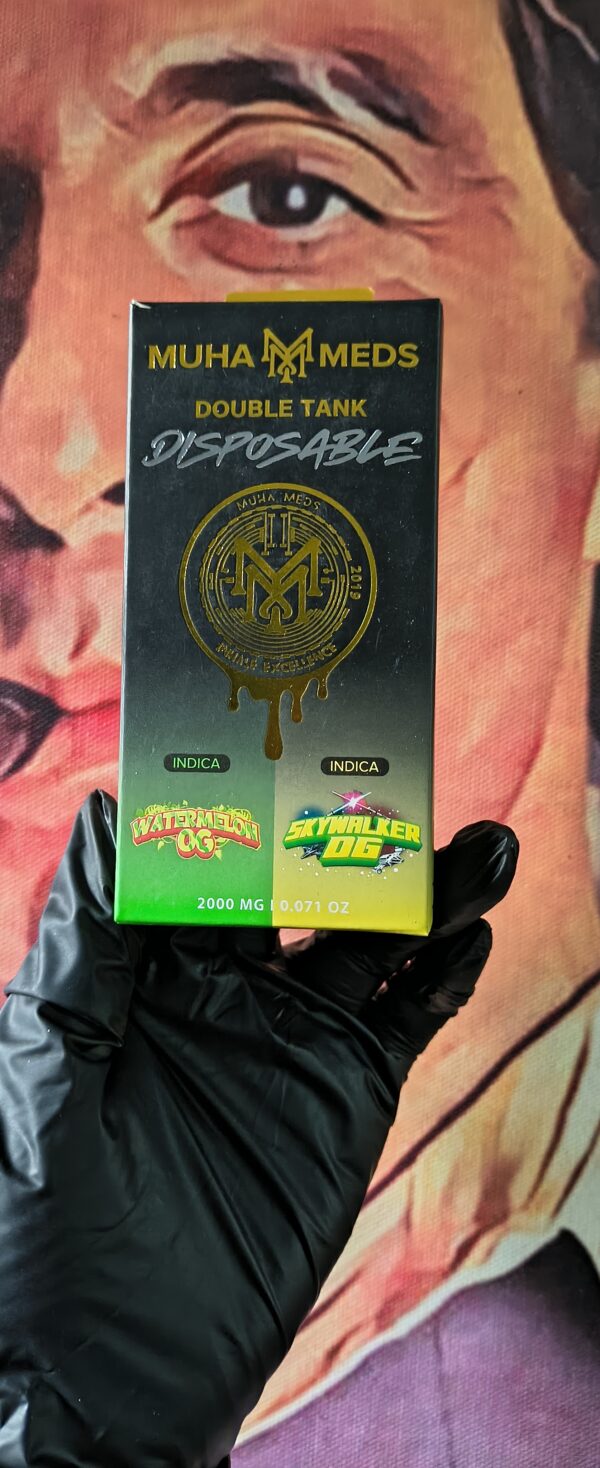 MUHA MEDS
DOUBLE TANK
DISPOSABLE
MUHA MEDS
2019
PRIME EXCELLENCE
INDICA
INDICA
WATERMELON
OG
SKYWALKER
OG
2000 MG | 0.071 OZ